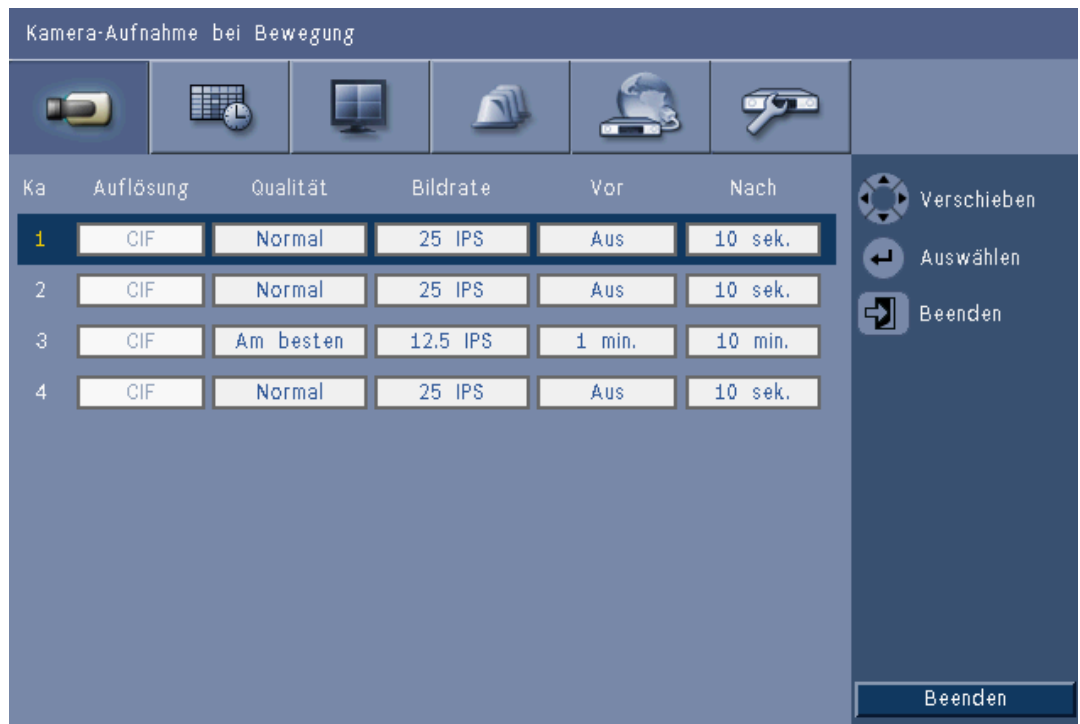 Kamera-Aufnahme bei Bewegung
Ka Auflösung Qualität Bildrate Vor Nach
1 CIF Normal 25 IPS Aus 10 sek.
2 CIF Normal 25 IPS Aus 10 sek.
3 CIF Am besten 12.5 IPS 1 min. 10 min.
4 CIF Normal 25 IPS Aus 10 sek.
Verschieben
Auswählen
Beenden
Beenden